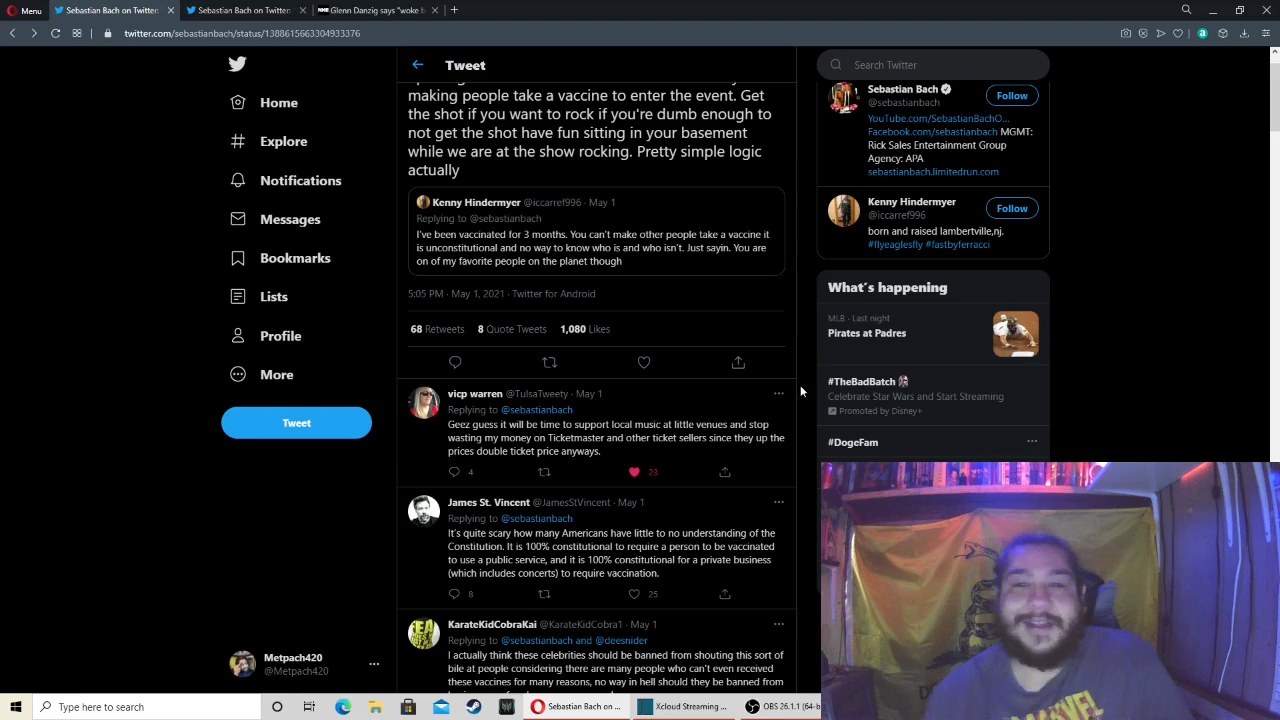 Menu
Sebastian Bach on Twitter
Sebastian Bach on Twitter
Glenn Danzig says "woke b
twitter.com/sebastianbach/status/1388615663304933376
Home
Explore
Notifications
Messages
Bookmarks
Lists
Profile
More
Tweet
Metpach420
@Metpach420
Tweet
making people take a vaccine to enter the event. Get
the shot if you want to rock if you're dumb enough to
not get the shot have fun sitting in your basement
while we are at the show rocking. Pretty simple logic
actually
Kenny Hindermyer @iccarref996 · May 1
Replying to @sebastianbach
I've been vaccinated for 3 months. You can't make other people take a vaccine it
is unconstitutional and no way to know who is and who isn't. Just sayin. You are
on of my favorite people on the planet though
5:05 PM · May 1, 2021 · Twitter for Android
68 Retweets 8 Quote Tweets 1,080 Likes
vicp warren @TulsaTweety · May 1
Replying to @sebastianbach
Geez guess it will be time to support local music at little venues and stop
wasting my money on Ticketmaster and other ticket sellers since they up the
prices double ticket price anyways.
4 23
James St. Vincent @JamesStVincent · May 1
Replying to @sebastianbach
It's quite scary how many Americans have little to no understanding of the
Constitution. It is 100% constitutional to require a person to be vaccinated
to use a public service, and it is 100% constitutional for a private business
(which includes concerts) to require vaccination.
8 25
KarateKidCobraKai @KarateKidCobra1 · May 1
Replying to @sebastianbach and @deesnider
I actually think these celebrities should be banned from shouting this sort of
bile at people considering there are many people who can't even received
these vaccines for many reasons, no way in hell should they be banned from
Search Twitter
Sebastian Bach
@sebastianbach
Follow
YouTube.com/SebastianBachO...
Facebook.com/sebastianbach MGMT:
Rick Sales Entertainment Group
Agency: APA
sebastianbach.limitedrun.com
Kenny Hindermyer
@iccarref996
Follow
born and raised lambertville,nj.
#flyeaglesfly #fastbyferracci
What's happening
MLB · Last night
Pirates at Padres
#TheBadBatch
Celebrate Star Wars and Start Streaming
Promoted by Disney+
#DogeFam
MARVEL
Type here to search
Sebastian Bach on ...
Xcloud Streaming ...
OBS 26.1.1 (64-b